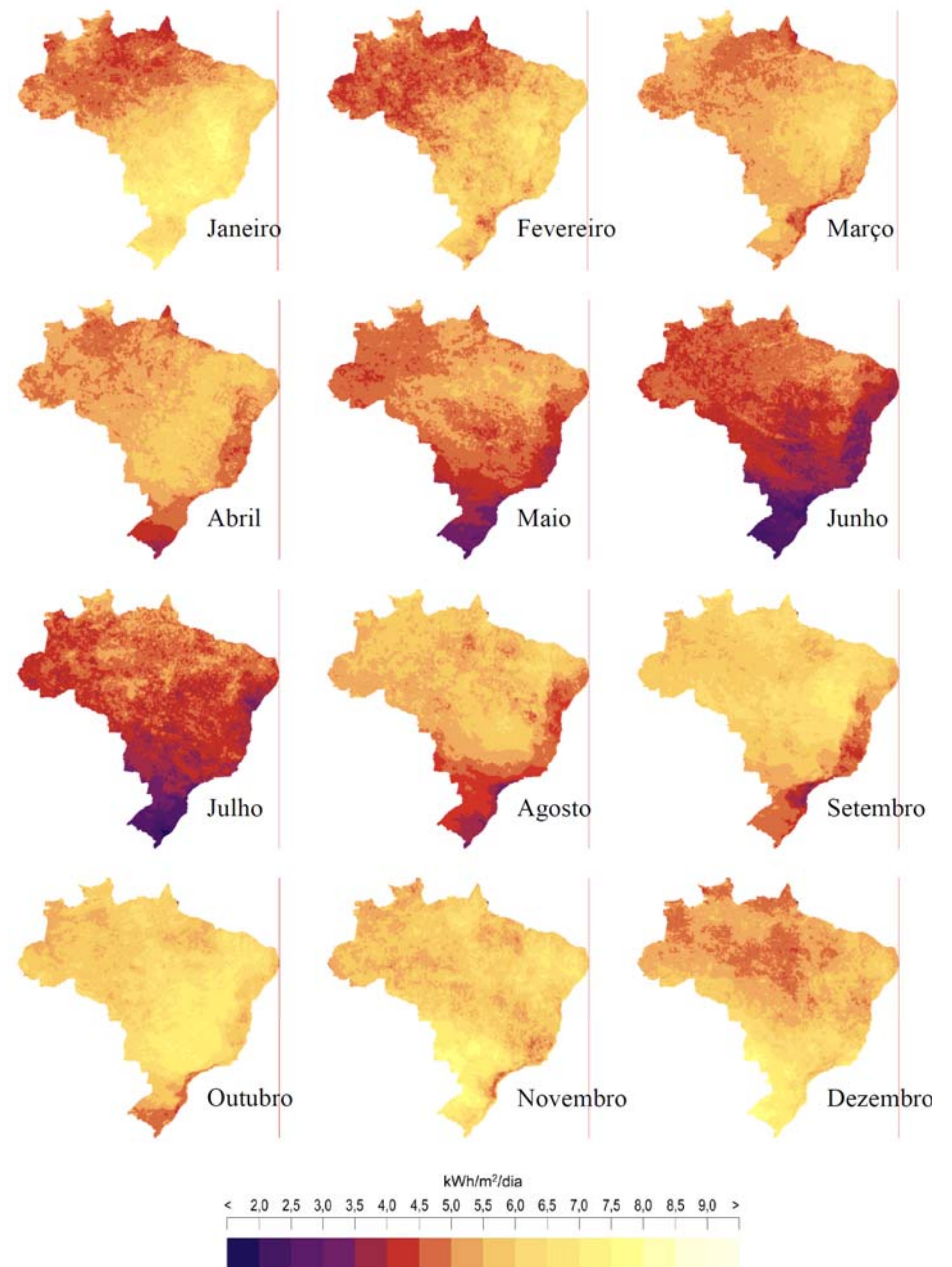 Janeiro Fevereiro Março
Abril Maio Junho
Julho Agosto Setembro
Outubro Novembro Dezembro
kWh/m²/dia
< 2,0 2,5 3,0 3,5 4,0 4,5 5,0 5,5 6,0 6,5 7,0 7,5 8,0 8,5 9,0 >